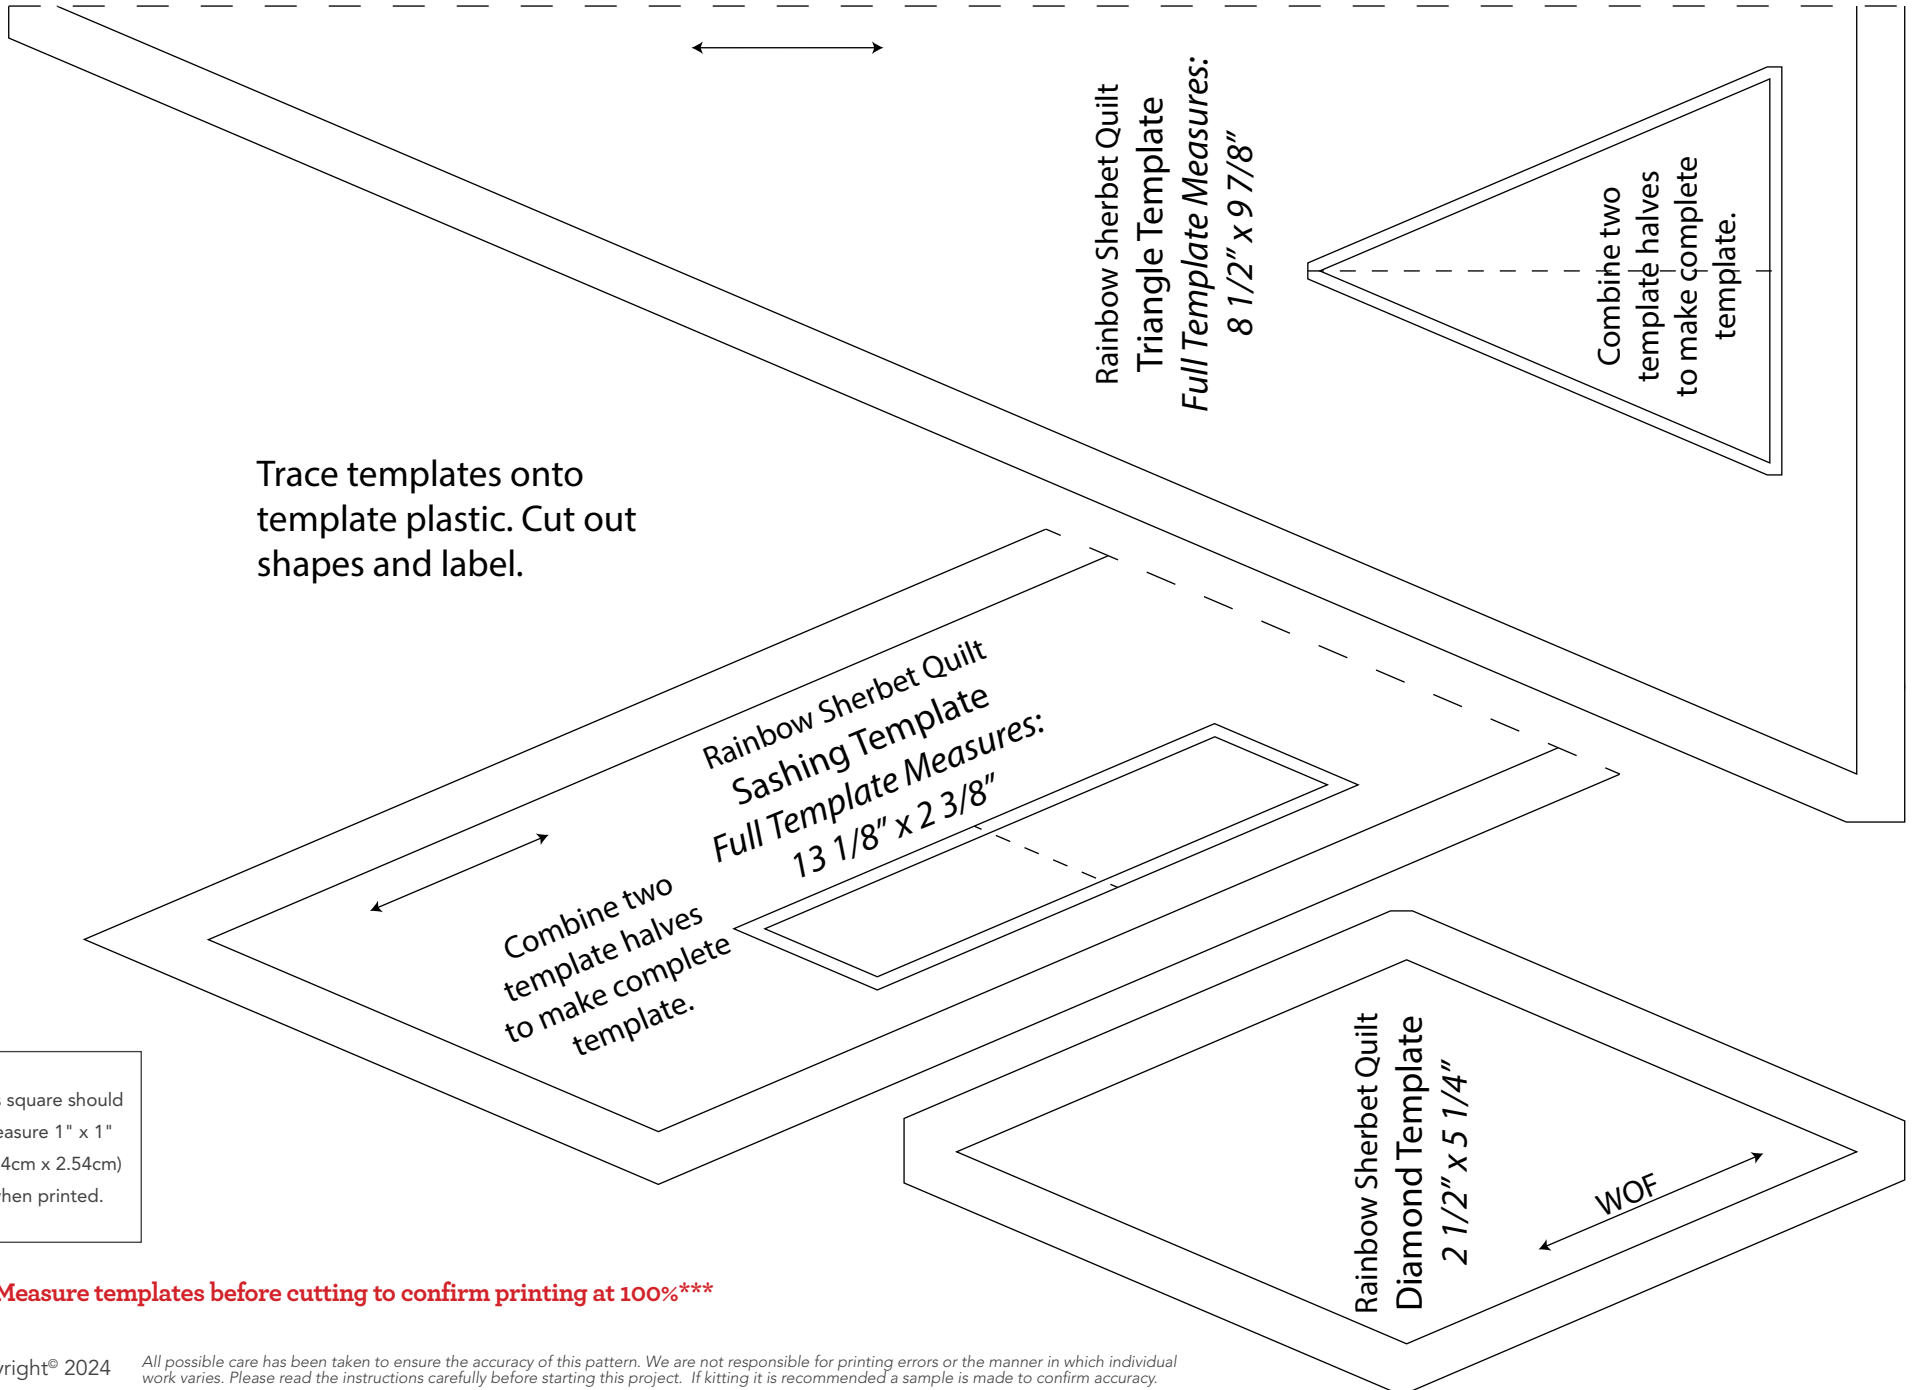 Rainbow Sherbet Quilt
Triangle Template
Full Template Measures:
8 1/2" x 9 7/8"
Combine two
template halves
to make complete
template.
Trace templates onto
template plastic. Cut out
shapes and label.
Rainbow Sherbet Quilt
Sashing Template
Full Template Measures:
13 1/8" x 2 3/8"
Combine two
template halves
to make complete
template.
Rainbow Sherbet Quilt
Diamond Template
2 1/2" x 5 1/4"
WOF
square should
1" x 1"
4cm x 2.54cm)
printed.
Measure templates before cutting to confirm printing at 100%***
© 2024
All possible care has been taken to ensure the accuracy of this pattern. We are not responsible for printing errors or the manner in which individual
work varies. Please read the instructions carefully before starting this project. If kitting it is recommended a sample is made to confirm accuracy.